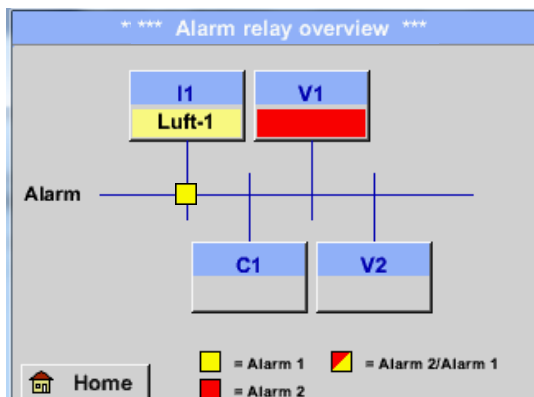 * *** Alarm relay overview ***
I1
V1
Luft-1
Alarm
C1
V2
= Alarm 1
= Alarm 2/Alarm 1
Home
= Alarm 2